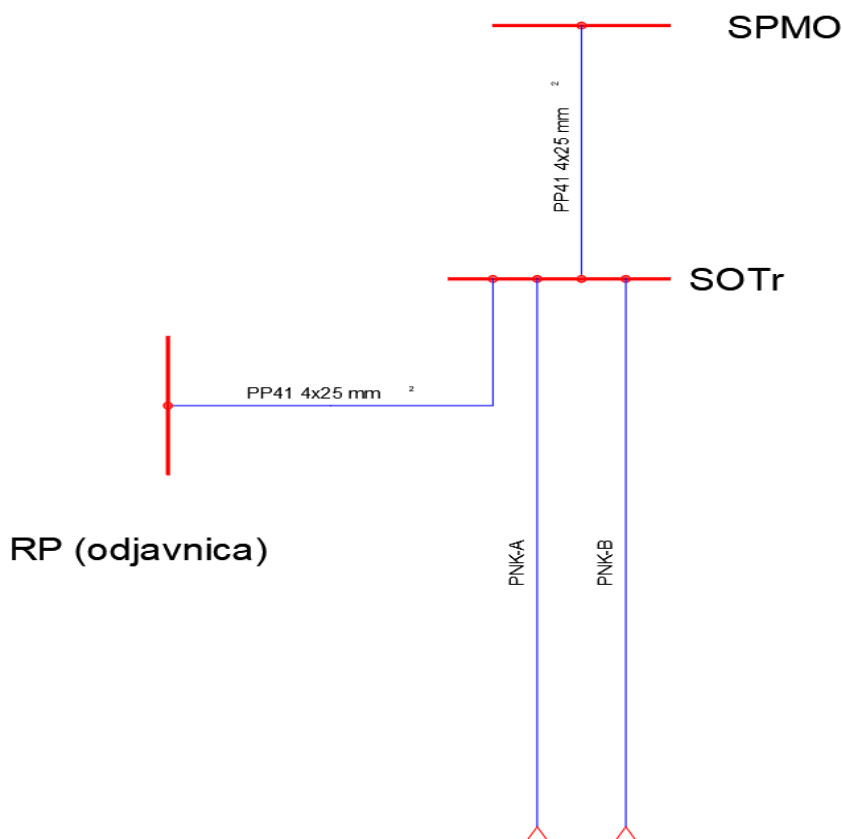 SPMO
PP41 4x25 mm ²
SOTr
PP41 4x25 mm ²
RP (odjavnica)
PNK-A
PNK-B